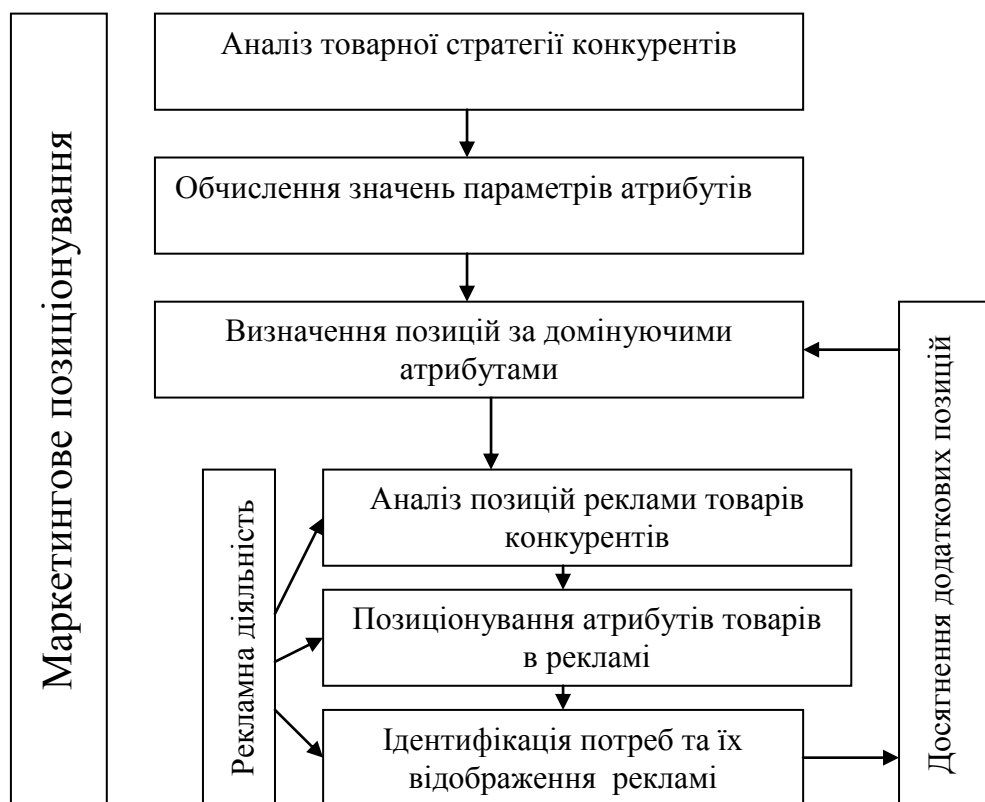 Маркетингове позиціонування
Аналіз товарної стратегії конкурентів
Обчислення значень параметрів атрибутів
Визначення позицій за домінуючими
атрибутами
Рекламна діяльність
Аналіз позицій реклами товарів
конкурентів
Позиціонування атрибутів товарів
в рекламі
Ідентифікація потреб та їх
відображення рекламі
Досягнення додаткових позицій